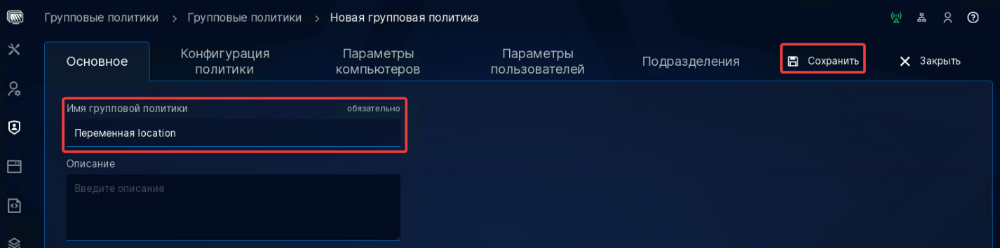 Групповые политики > Групповые политики > Новая групповая политика
Основное
Конфигурация
политики
Параметры
компьютеров
Параметры
пользователей
Подразделения
Сохранить
Закрыть
Имя групповой политики обязательно
Переменная location
Описание
Введите описание